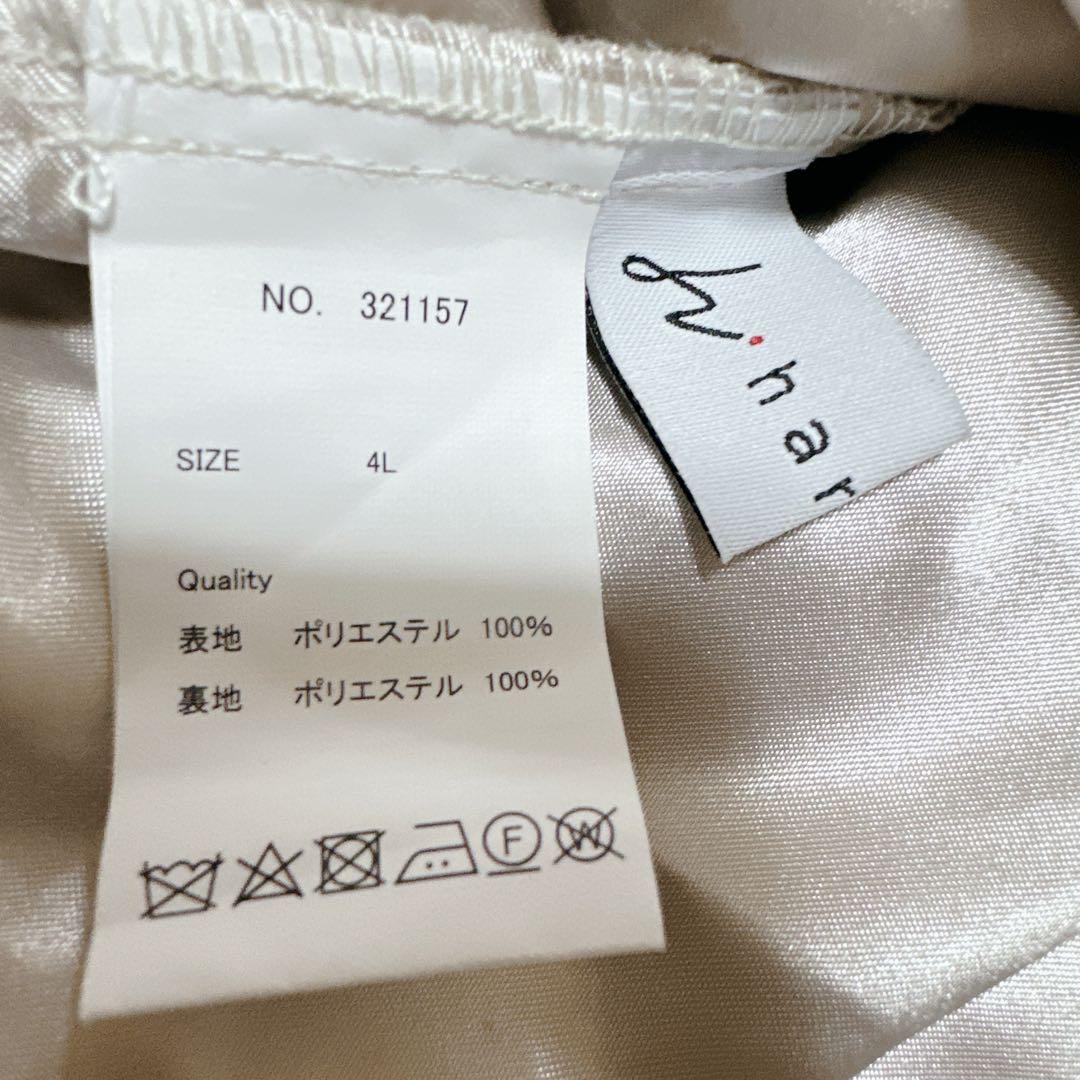 NO. 321157
SIZE 4L
Quality
表地 ポリエステル 100%
裏地 ポリエステル 100%
F
W